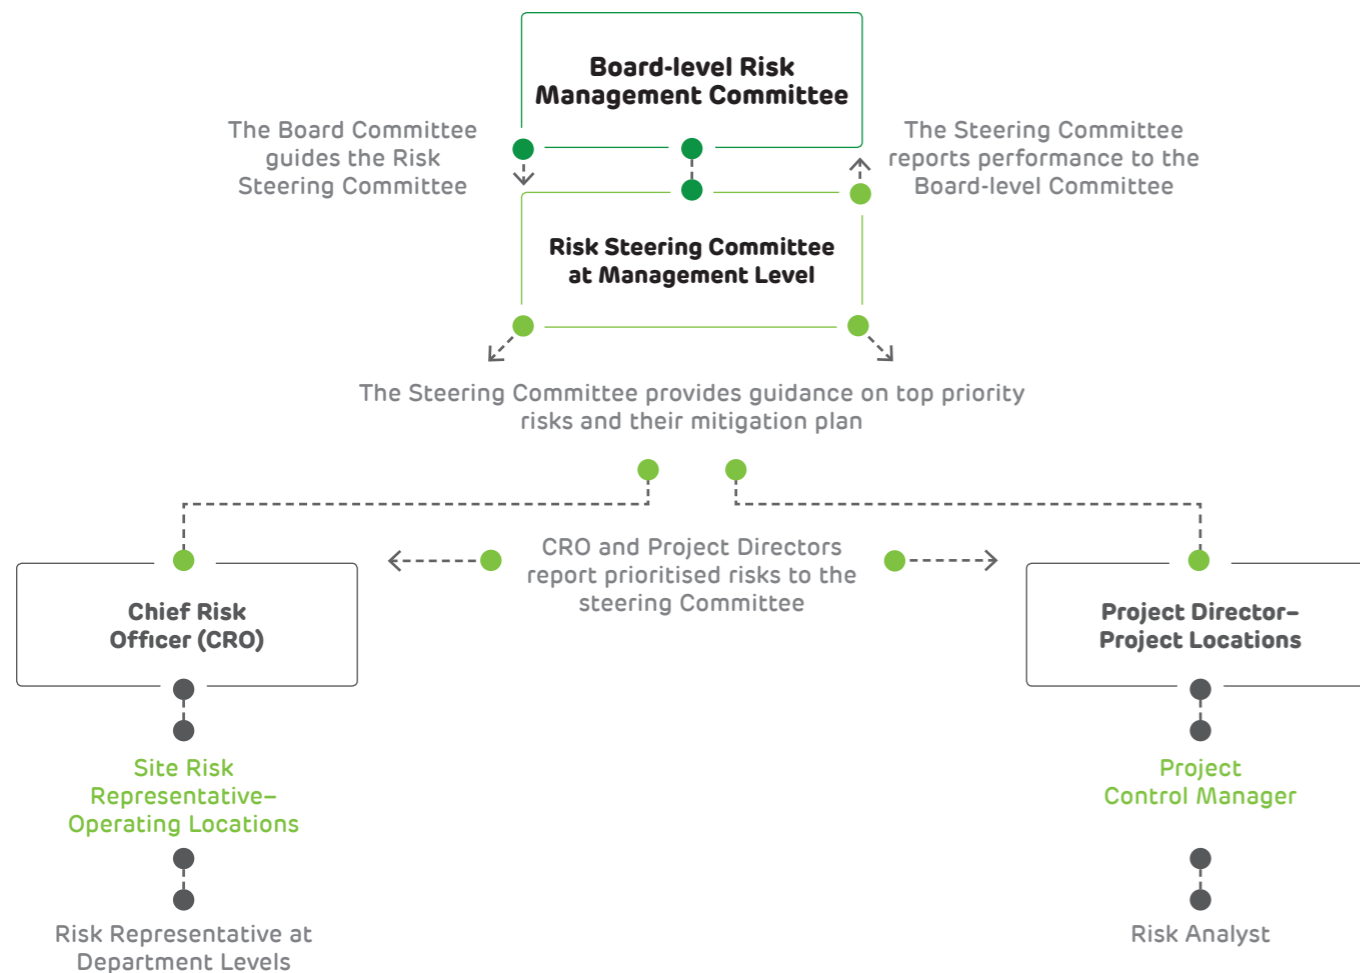 Board-level Risk
Management Committee
The Board Committee
guides the Risk
Steering Committee
The Steering Committee
reports performance to the
Board-level Committee
Risk Steering Committee
at Management Level
The Steering Committee provides guidance on top priority
risks and their mitigation plan
CRO and Project Directors
report prioritised risks to the
steering Committee
Chief Risk
Officer (CRO)
Project Director–
Project Locations
Site Risk
Representative–
Operating Locations
Project
Control Manager
Risk Representative at
Department Levels
Risk Analyst